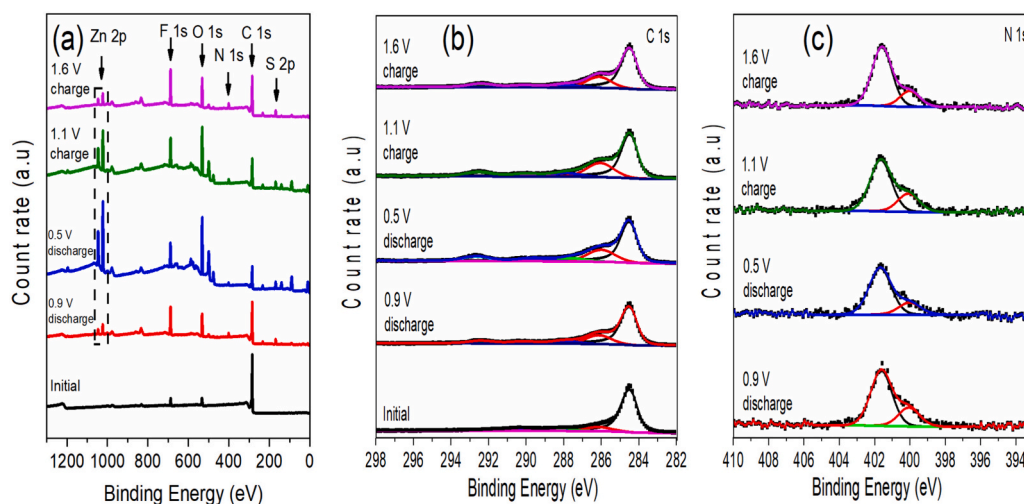 (a)
F 1s
O 1s
C 1s
Zn 2p
N 1s
S 2p
1.6 V
charge
1.1 V
charge
0.5 V
discharge
0.9 V
discharge
Initial
Count rate (a.u)
1200 1000 800 600 400 200 0
Binding Energy (eV)
(b)
C 1s
1.6 V
charge
1.1 V
charge
0.5 V
discharge
0.9 V
discharge
Initial
Count rate (a.u)
298 296 294 292 290 288 286 284 282
Binding Energy (eV)
(c)
N 1s
1.6 V
charge
1.1 V
charge
0.5 V
discharge
0.9 V
discharge
Count rate (a.u)
410 408 406 404 402 400 398 396 394
Binding Energy (eV)